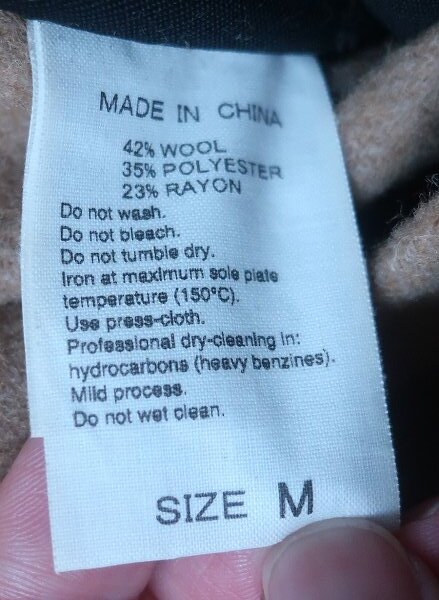 MADE IN CHINA
42% WOOL
35% POLYESTER
23% RAYON
Do not wash.
Do not bleach.
Do not tumble dry.
Iron at maximum sole plate
temperature (150°C).
Use press-cloth.
Professional dry-cleaning in:
hydrocarbons (heavy benzines).
Mild process.
Do not wet clean.
SIZE M